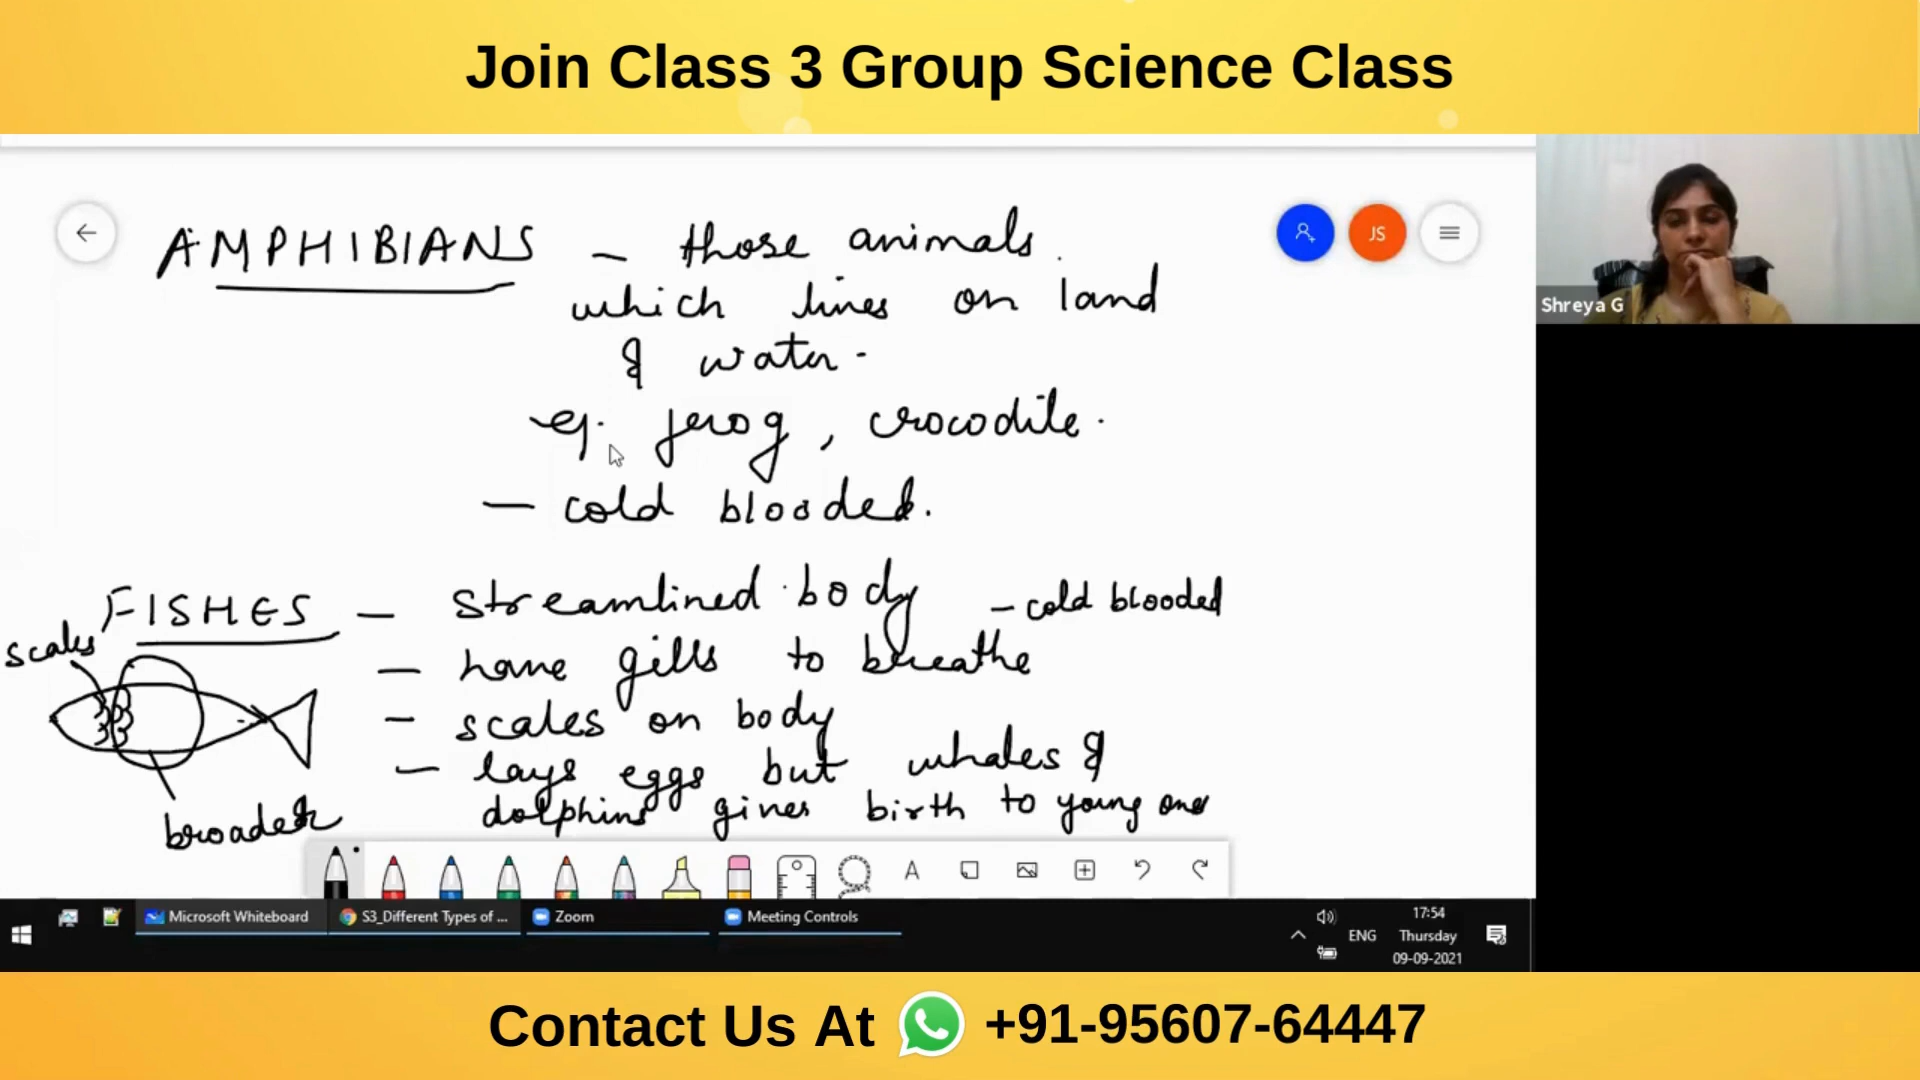 Join Class 3 Group Science Class
AMPHIBIANS — those animals
which lives on land
& water.
eg. frog, crocodile.
— cold blooded.
FISHES — streamlined body — cold blooded
scales
— have gills to breathe
— scales on body
— lays eggs but whales &
dolphins gives birth to young ones
broader
JS
Shreya G
A
Microsoft Whiteboard
S3_Different Types of ...
Zoom
Meeting Controls
ENG
17:54
Thursday
09-09-2021
Contact Us At +91-95607-64447